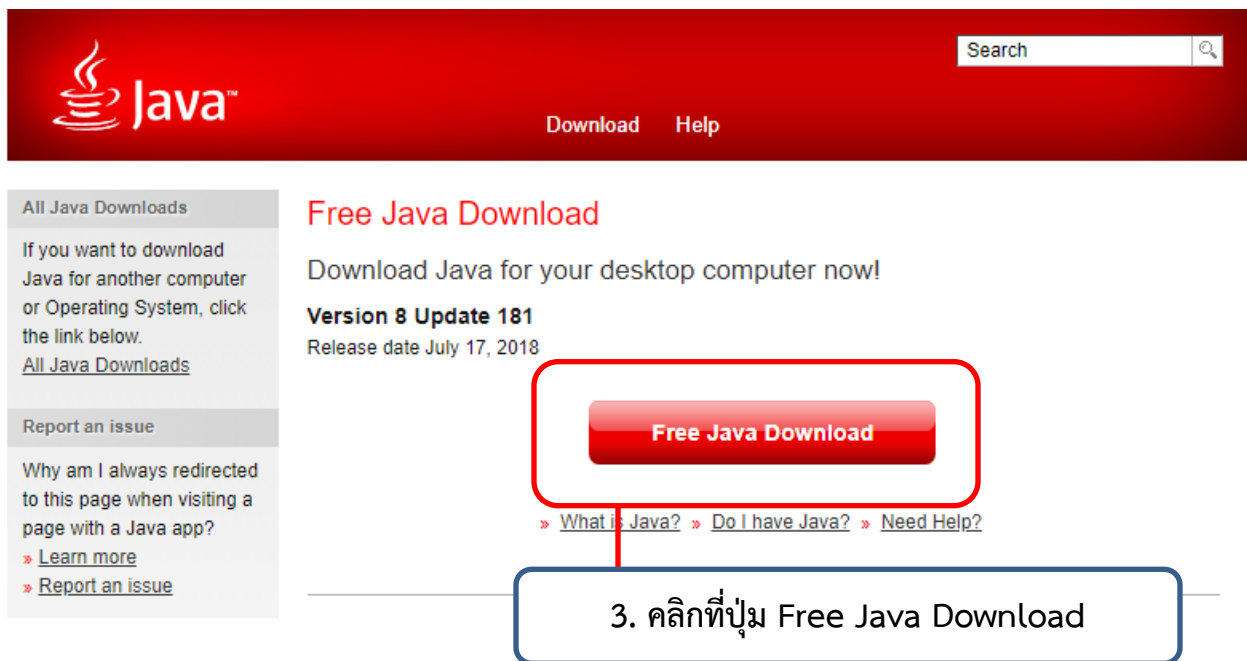 Java™
Search
Download Help
All Java Downloads
If you want to download
Java for another computer
or Operating System, click
the link below.
All Java Downloads
Report an issue
Why am I always redirected
to this page when visiting a
page with a Java app?
» Learn more
» Report an issue
Free Java Download
Download Java for your desktop computer now!
Version 8 Update 181
Release date July 17, 2018
Free Java Download
» What is Java? » Do I have Java? » Need Help?
3. คลิกที่ปุ่ม Free Java Download